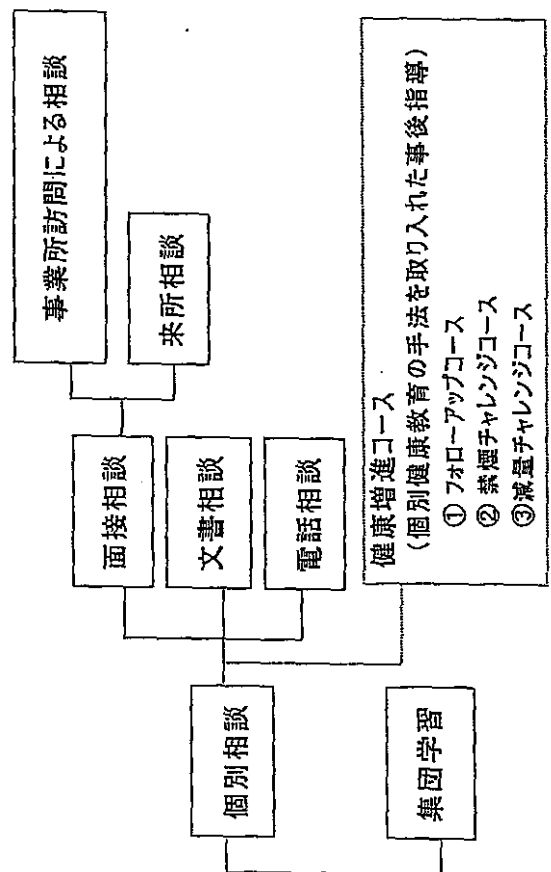 個別相談
面接相談
事業所訪問による相談
来所相談
文書相談
電話相談
健康増進コース
(個別健康教育の手法を取り入れた事後指導)
① フォローアップコース
② 禁煙チャレンジコース
③減量チャレンジコース
集団学習